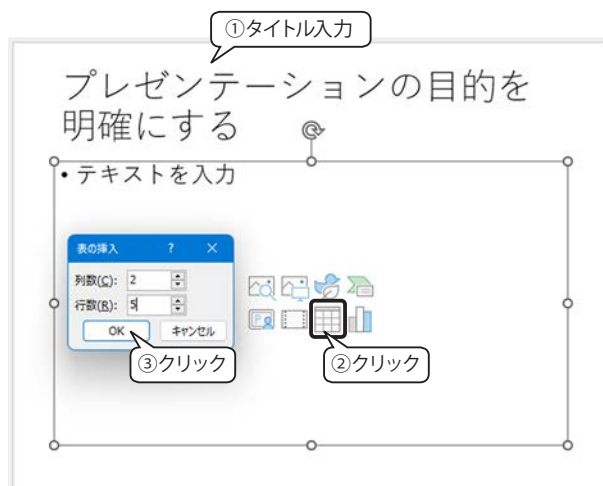 ①タイトル入力
プレゼンテーションの目的を
明確にする
• テキストを入力
表の挿入 ? ×
列数(C): 2
行数(R): 5
OK キャンセル
③クリック
②クリック